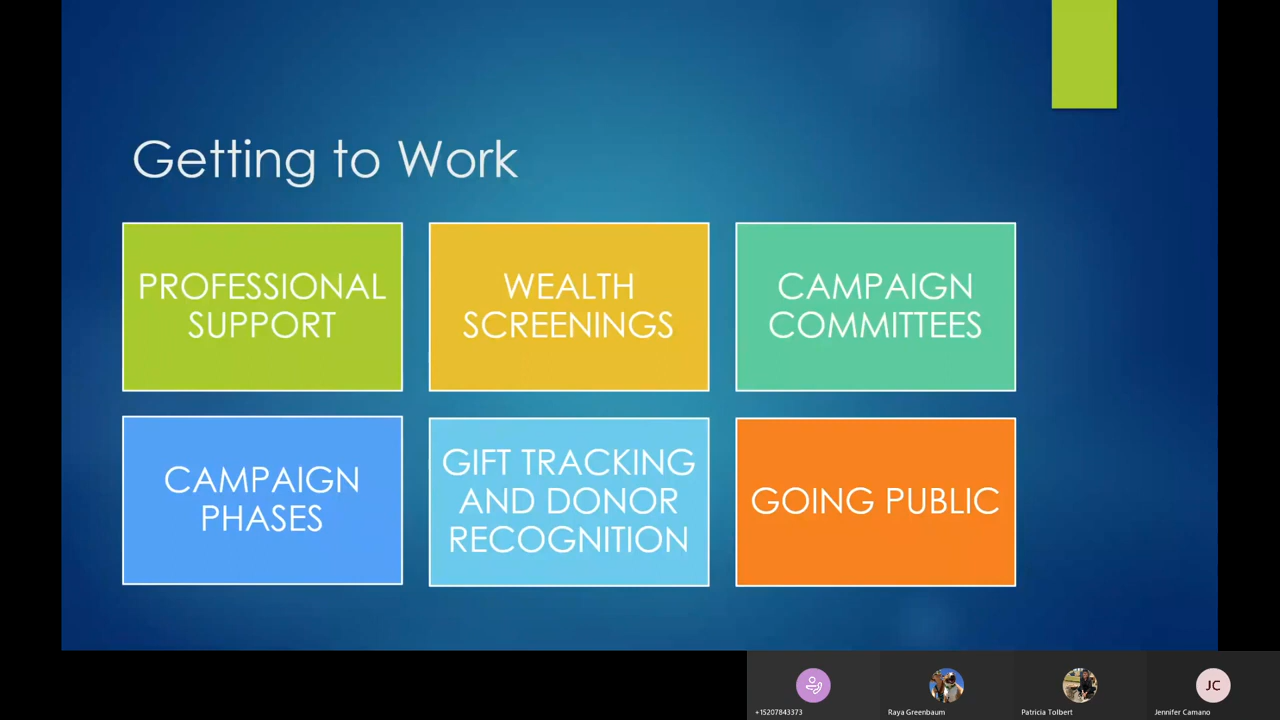 Getting to Work
PROFESSIONAL
SUPPORT
WEALTH
SCREENINGS
CAMPAIGN
COMMITTEES
CAMPAIGN
PHASES
GIFT TRACKING
AND DONOR
RECOGNITION
GOING PUBLIC
JC
+15207843373
Raya Greenbaum
Patricia Tolbert
Jennifer Camano